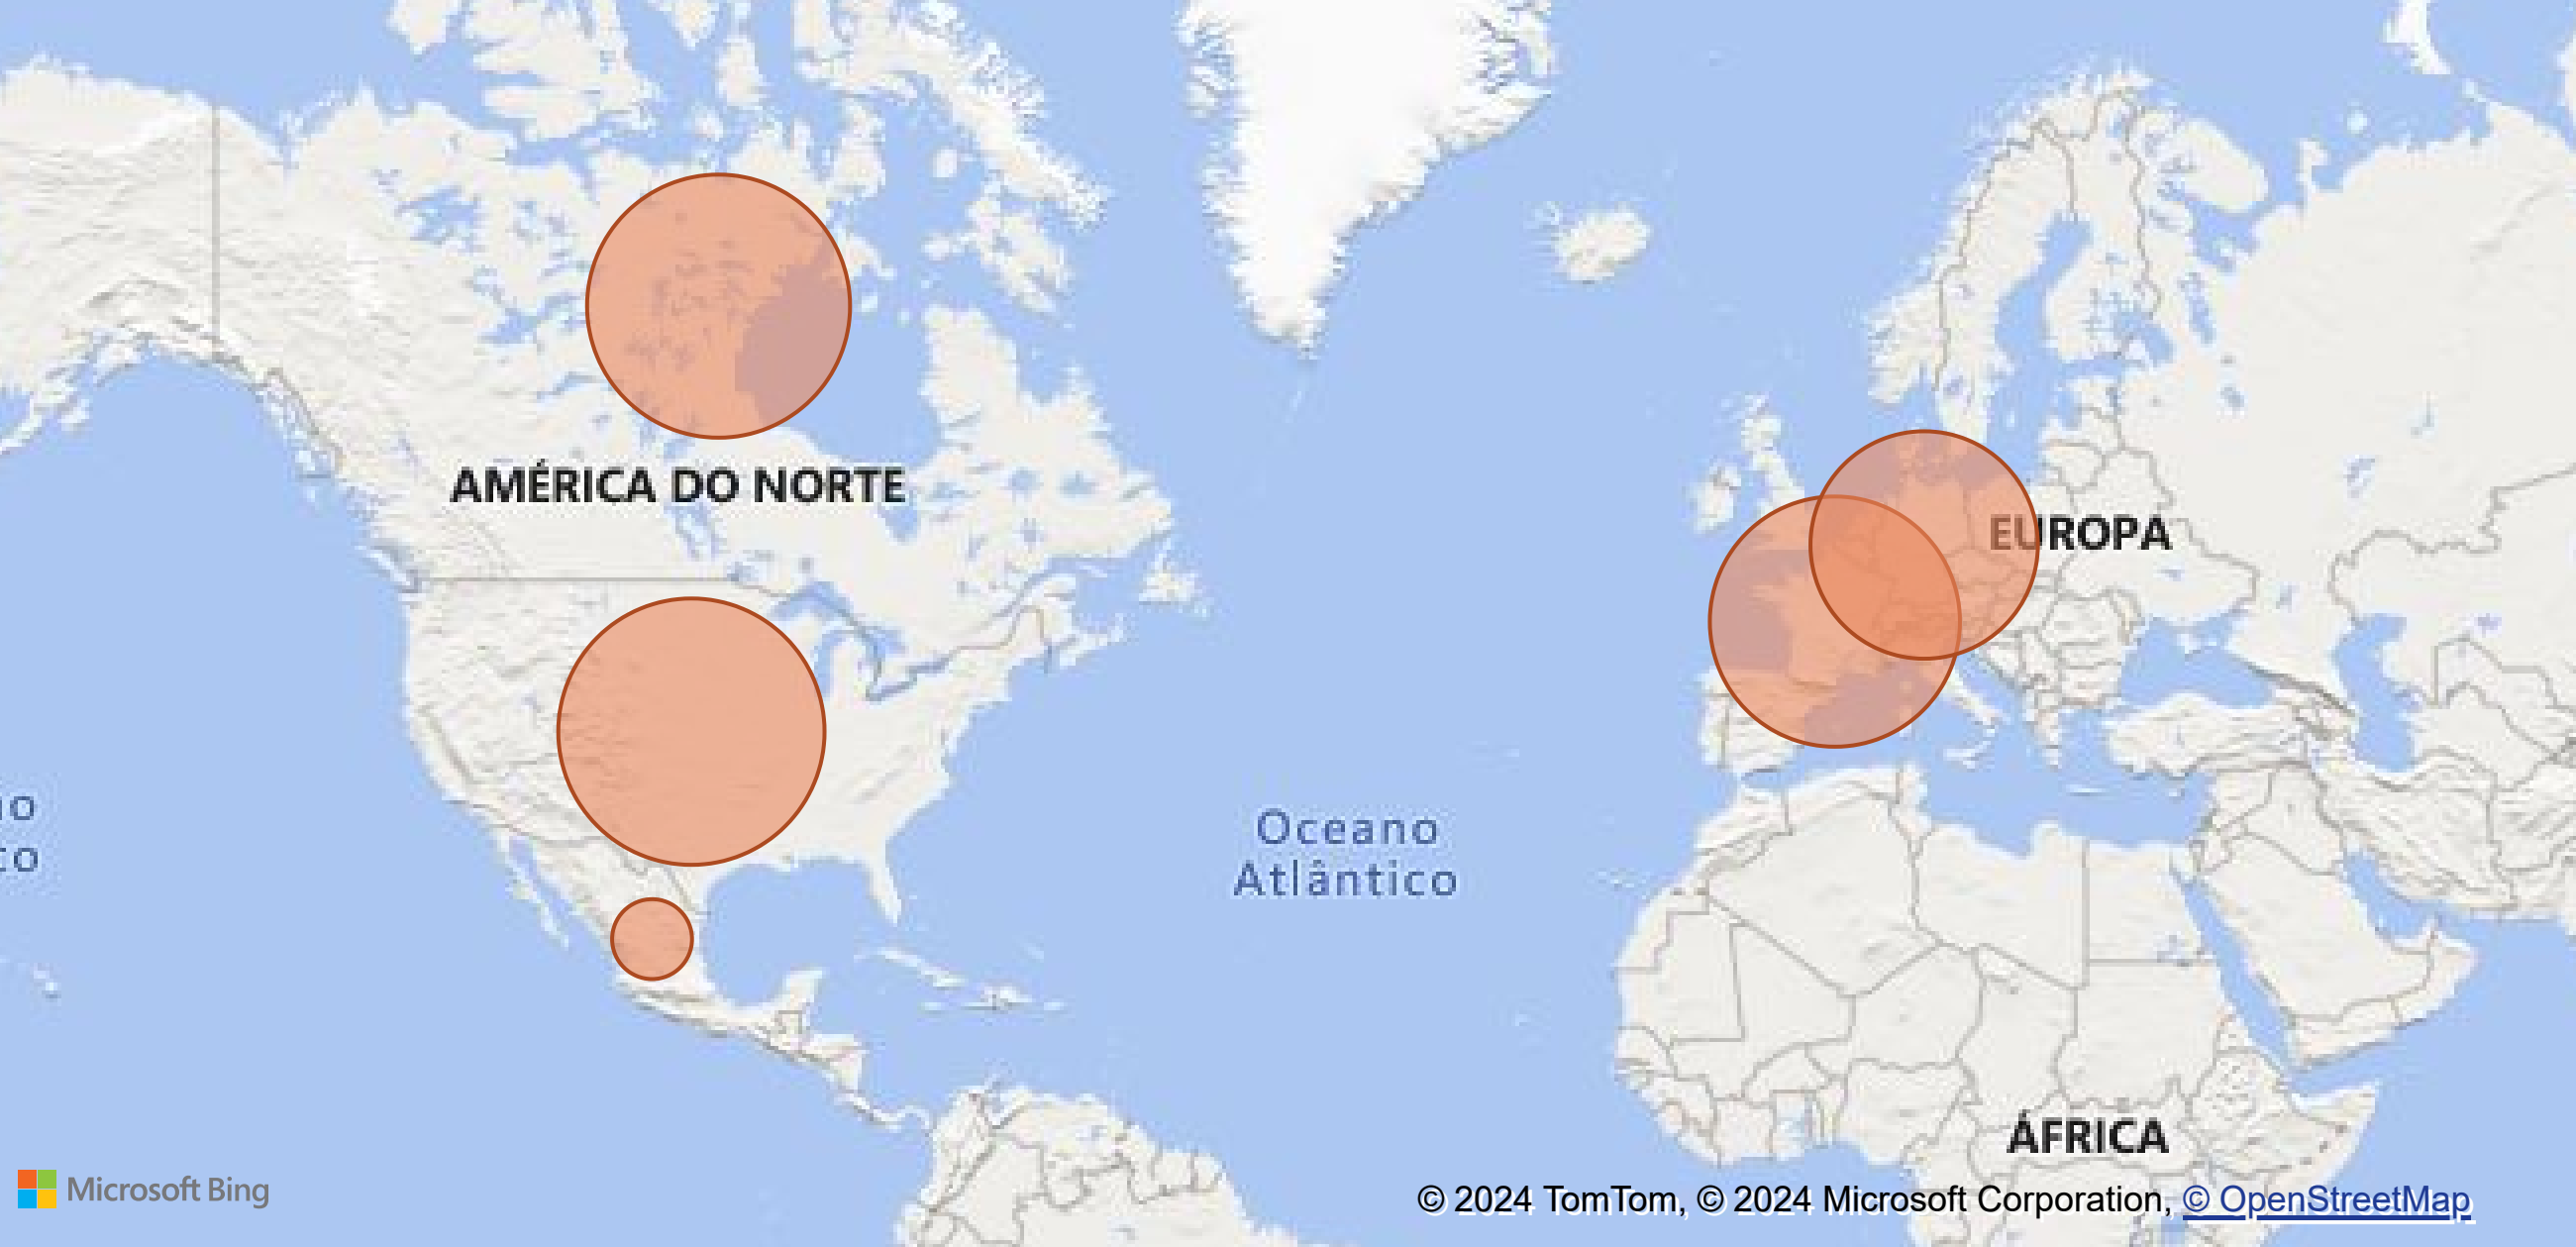 AMÉRICA DO NORTE
EUROPA
Oceano
Atlântico
ÁFRICA
Microsoft Bing
© 2024 TomTom, © 2024 Microsoft Corporation, © OpenStreetMap